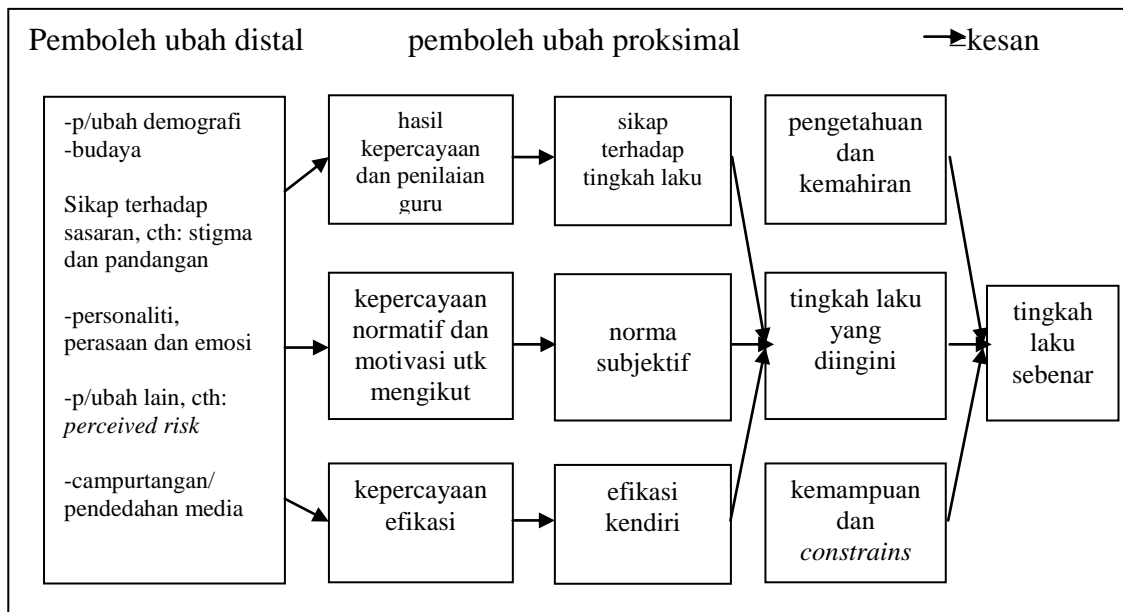 Pemboleh ubah distal
pemboleh ubah proksimal
=kesan
-p/ubah demografi
-budaya
Sikap terhadap
sasaran, cth: stigma
dan pandangan
-personaliti,
perasaan dan emosi
-p/ubah lain, cth:
perceived risk
-campurtangan/
pendedahan media
hasil
kepercayaan
dan penilaian
guru
kepercayaan
normatif dan
motivasi utk
mengikut
kepercayaan
efikasi
sikap
terhadap
tingkah laku
norma
subjektif
efikasi
kendiri
pengetahuan
dan
kemahiran
tingkah laku
yang
diingini
kemampuan
dan
constrains
tingkah
laku
sebenar